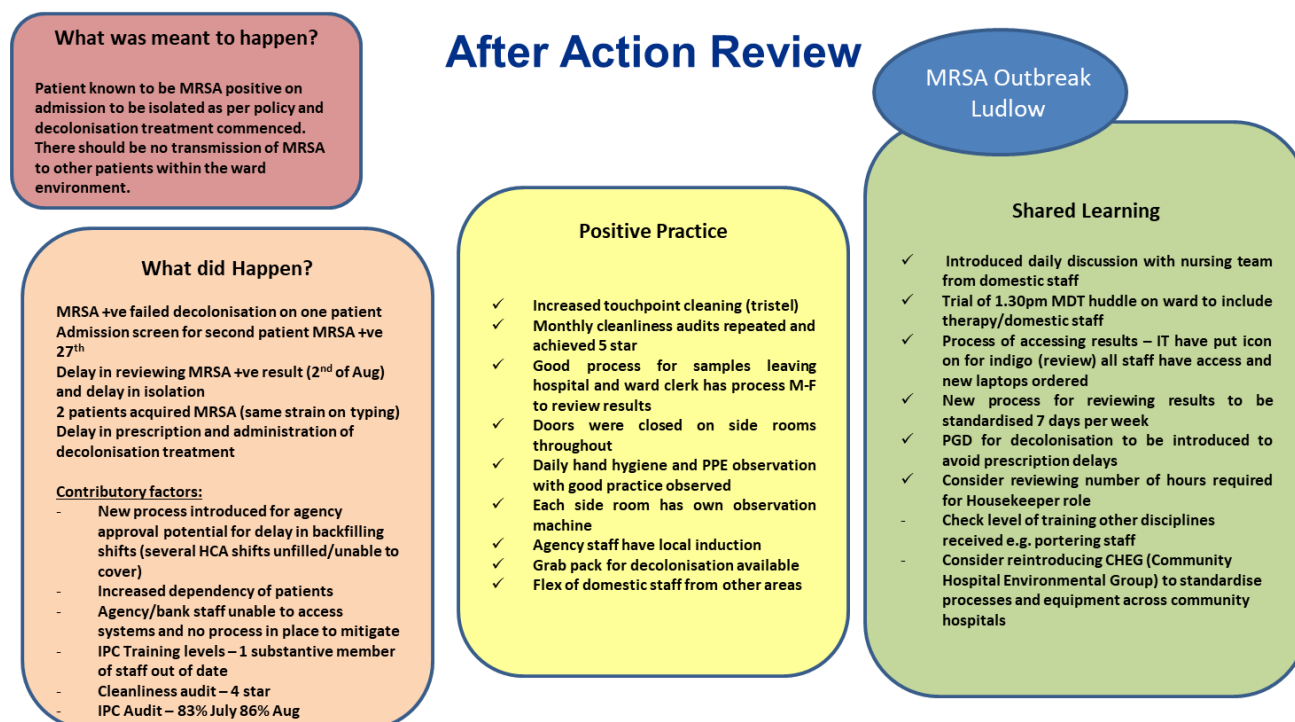 After Action Review
What was meant to happen?
Patient known to be MRSA positive on
admission to be isolated as per policy and
decolonisation treatment commenced.
There should be no transmission of MRSA
to other patients within the ward
environment.
What did Happen?
MRSA +ve failed decolonisation on one patient
Admission screen for second patient MRSA +ve
27th
Delay in reviewing MRSA +ve result (2nd of Aug)
and delay in isolation
2 patients acquired MRSA (same strain on typing)
Delay in prescription and administration of
decolonisation treatment
Contributory factors:
- New process introduced for agency
approval potential for delay in backfilling
shifts (several HCA shifts unfilled/unable to
cover)
- Increased dependency of patients
- Agency/bank staff unable to access
systems and no process in place to mitigate
- IPC Training levels – 1 substantive member
of staff out of date
- Cleanliness audit – 4 star
- IPC Audit – 83% July 86% Aug
Positive Practice
✓ Increased touchpoint cleaning (tristel)
✓ Monthly cleanliness audits repeated and
achieved 5 star
✓ Good process for samples leaving
hospital and ward clerk has process M-F
to review results
✓ Doors were closed on side rooms
throughout
✓ Daily hand hygiene and PPE observation
with good practice observed
✓ Each side room has own observation
machine
✓ Agency staff have local induction
✓ Grab pack for decolonisation available
✓ Flex of domestic staff from other areas
MRSA Outbreak
Ludlow
Shared Learning
✓ Introduced daily discussion with nursing team
from domestic staff
✓ Trial of 1.30pm MDT huddle on ward to include
therapy/domestic staff
✓ Process of accessing results – IT have put icon
on for indigo (review) all staff have access and
new laptops ordered
✓ New process for reviewing results to be
standardised 7 days per week
✓ PGD for decolonisation to be introduced to
avoid prescription delays
✓ Consider reviewing number of hours required
for Housekeeper role
- Check level of training other disciplines
received e.g. portering staff
- Consider reintroducing CHEG (Community
Hospital Environmental Group) to standardise
processes and equipment across community
hospitals